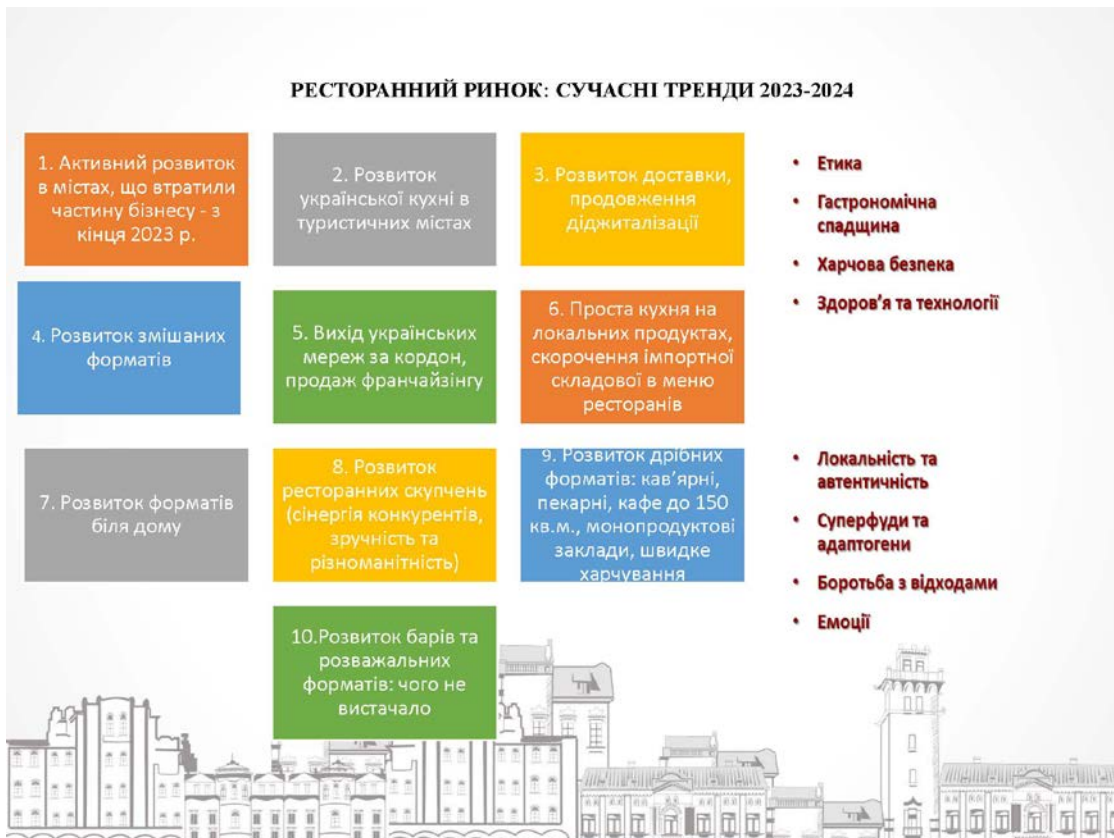 РЕСТОРАННИЙ РИНОК: СУЧАСНІ ТРЕНДИ 2023-2024
1. Активний розвиток
в містах, що втратили
частину бізнесу - з
кінця 2023 р.
2. Розвиток
української кухні в
туристичних містах
3. Розвиток доставки,
продовження
діджиталізації
4. Розвиток змішаних
форматів
5. Вихід українських
мереж за кордон,
продаж франчайзінгу
6. Проста кухня на
локальних продуктах,
скорочення імпортної
складової в меню
ресторанів
7. Розвиток форматів
біля дому
8. Розвиток
ресторанних скупчень
(сінергія конкурентів,
зручність та
різноманітність)
9. Розвиток дрібних
форматів: кав’ярні,
пекарні, кафе до 150
кв.м., монопродуктові
заклади, швидке
харчування
10.Розвиток барів та
розважальних
форматів: чого не
вистачало
• Етика
• Гастрономічна
спадщина
• Харчова безпека
• Здоров’я та технології
• Локальність та
автентичність
• Суперфуди та
адаптогени
• Боротьба з відходами
• Емоції